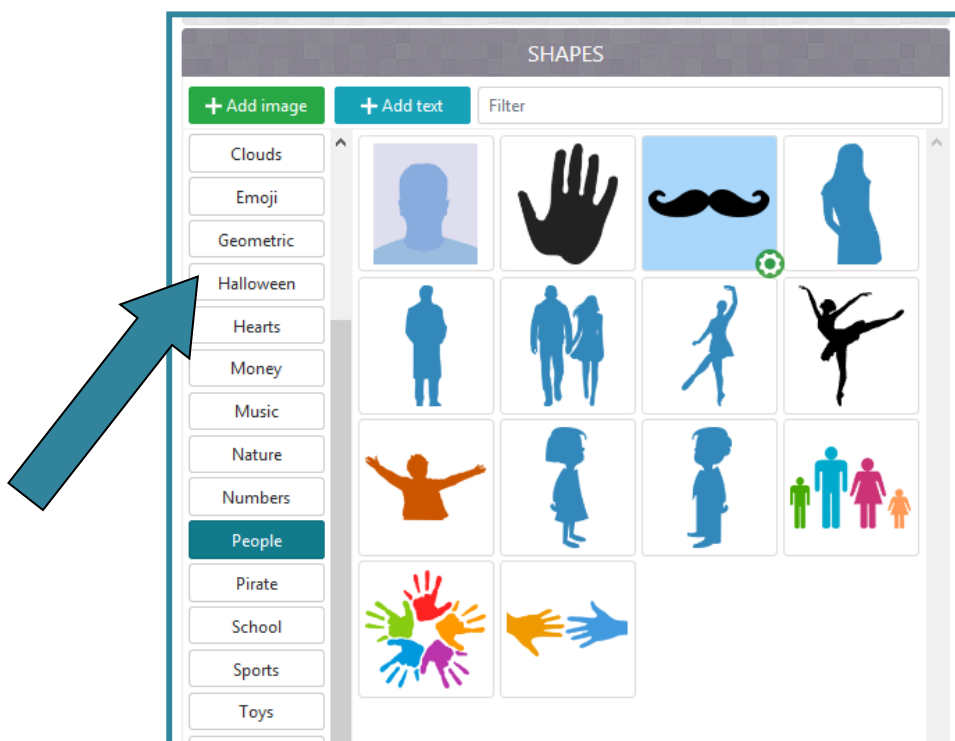 SHAPES
Add image
Add text
Filter
Clouds
Emoji
Geometric
Halloween
Hearts
Money
Music
Nature
Numbers
People
Pirate
School
Sports
Toys